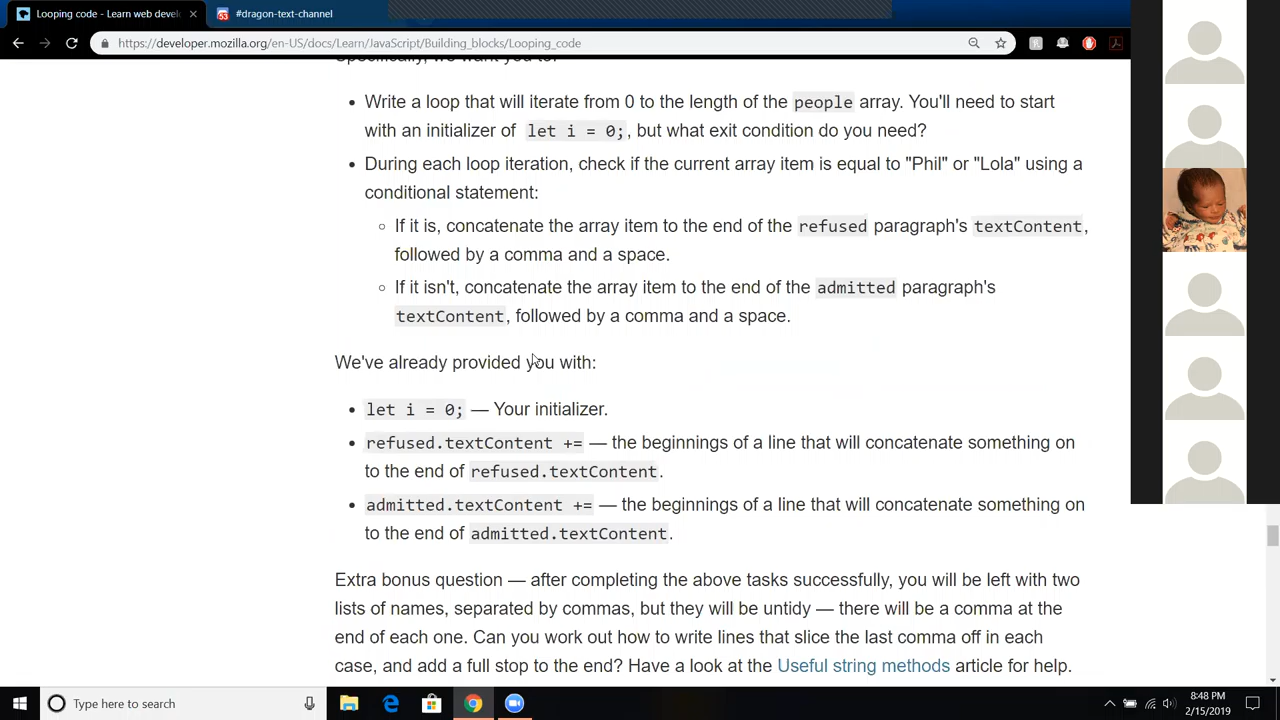 Looping code - Learn web devel
#dragon-text-channel
https://developer.mozilla.org/en-US/docs/Learn/JavaScript/Building_blocks/Looping_code
Specifically, we want you to:
Write a loop that will iterate from 0 to the length of the people array. You'll need to start
with an initializer of let i = 0;, but what exit condition do you need?
During each loop iteration, check if the current array item is equal to "Phil" or "Lola" using a
conditional statement:
If it is, concatenate the array item to the end of the refused paragraph's textContent,
followed by a comma and a space.
If it isn't, concatenate the array item to the end of the admitted paragraph's
textContent, followed by a comma and a space.
We've already provided you with:
let i = 0; — Your initializer.
refused.textContent += — the beginnings of a line that will concatenate something on
to the end of refused.textContent.
admitted.textContent += — the beginnings of a line that will concatenate something on
to the end of admitted.textContent.
Extra bonus question — after completing the above tasks successfully, you will be left with two
lists of names, separated by commas, but they will be untidy — there will be a comma at the
end of each one. Can you work out how to write lines that slice the last comma off in each
case, and add a full stop to the end? Have a look at the Useful string methods article for help.
Type here to search
8:48 PM
2/15/2019